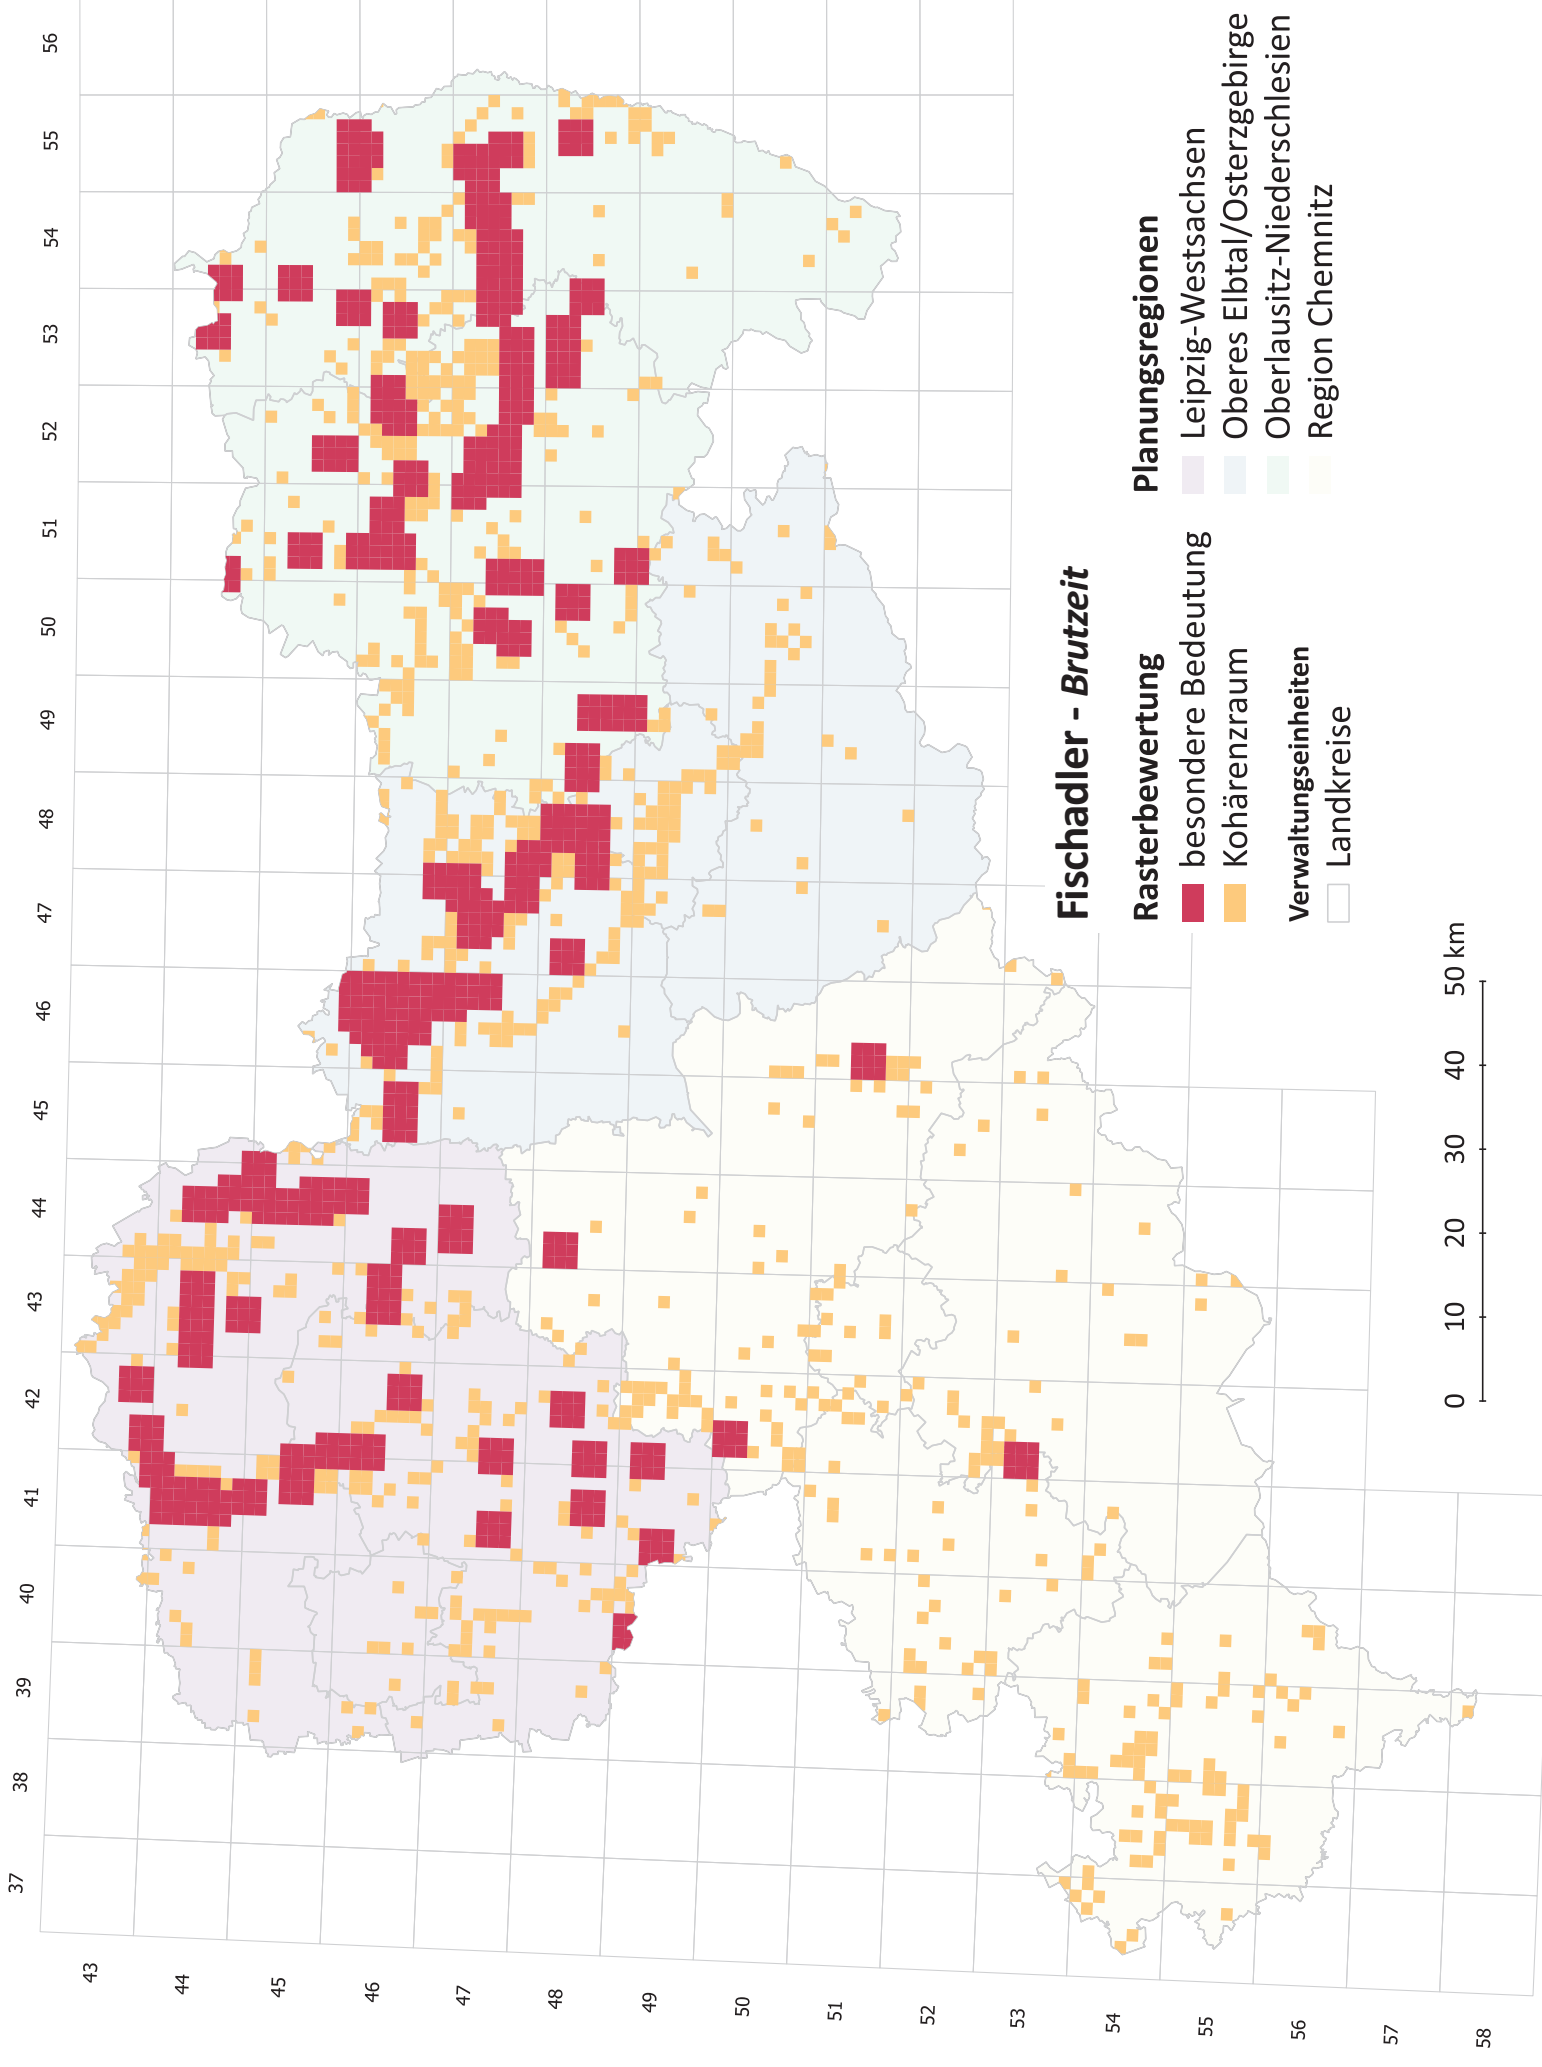 Fischadler - Brutzeit
Rasterbewertung
besondere Bedeutung
Kohärenzraum
Verwaltungseinheiten
Landkreise
Planungsregionen
Leipzig-Westsachsen
Oberes Elbtal/Osterzgebirge
Oberlausitz-Niederschlesien
Region Chemnitz
0 10 20 30 40 50 km
37 38 39 40 41 42 43 44 45 46 47 48 49 50 51 52 53 54 55 56
43
44
45
46
47
48
49
50
51
52
53
54
55
56
57
58